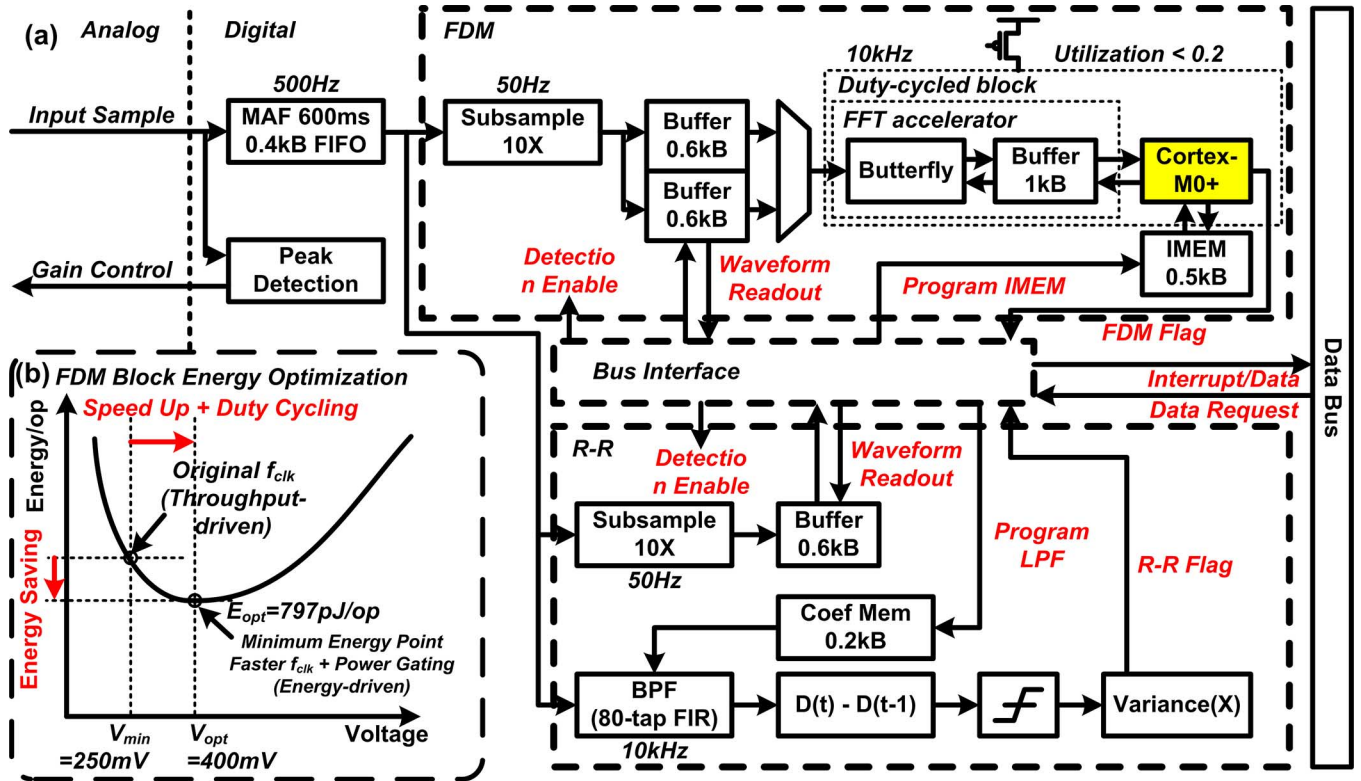 (a)
Analog
Digital
FDM
Input Sample
500Hz
MAF 600ms
0.4kB FIFO
50Hz
Subsample
10X
Buffer
0.6kB
Buffer
0.6kB
10kHz
Utilization < 0.2
Duty-cycled block
FFT accelerator
Butterfly
Buffer
1kB
Cortex-
M0+
IMEM
0.5kB
Gain Control
Peak
Detection
Detectio
n Enable
Waveform
Readout
Program IMEM
FDM Flag
Bus Interface
Interrupt/Data
Data Request
Data Bus
(b)
FDM Block Energy Optimization
Speed Up + Duty Cycling
Energy/op
Energy Saving
Original fclk
(Throughput-
driven)
Eopt=797pJ/op
Minimum Energy Point
Faster fclk + Power Gating
(Energy-driven)
Voltage
Vmin
=250mV
Vopt
=400mV
R-R
Detectio
n Enable
Waveform
Readout
Subsample
10X
50Hz
Buffer
0.6kB
Program
LPF
R-R Flag
Coef Mem
0.2kB
BPF
(80-tap FIR)
10kHz
D(t) - D(t-1)
Variance(X)